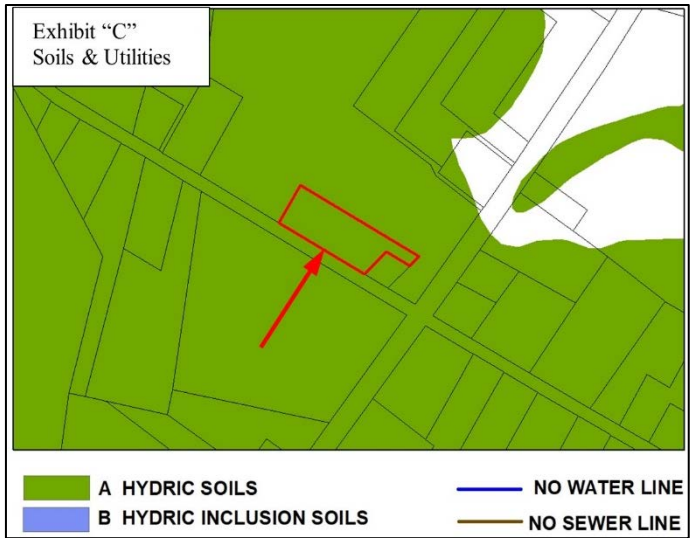 Exhibit “C”
Soils & Utilities
A HYDRIC SOILS
B HYDRIC INCLUSION SOILS
NO WATER LINE
NO SEWER LINE